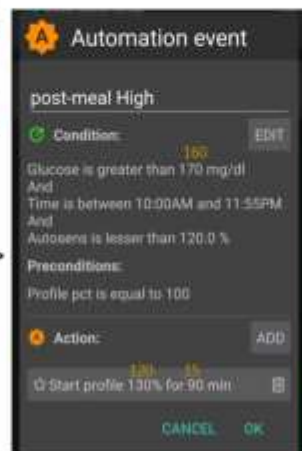 Automation event
post-meal High
Condition:
EDIT
160
Glucose is greater than 170 mg/dl
And
Time is between 10:00AM and 11:55PM
And
Autosens is lesser than 120.0 %
Preconditions:
Profile pct is equal to 100
Action:
ADD
120 55
Start profile 130% for 90 min
CANCEL OK